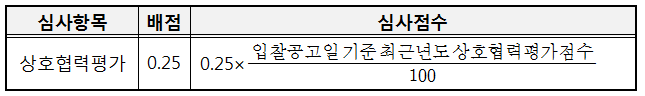 심사항목 배점 심사점수
상호협력평가 0.25 0.25× 입찰공고일 기준 최근년도 상호협력평가점수
100